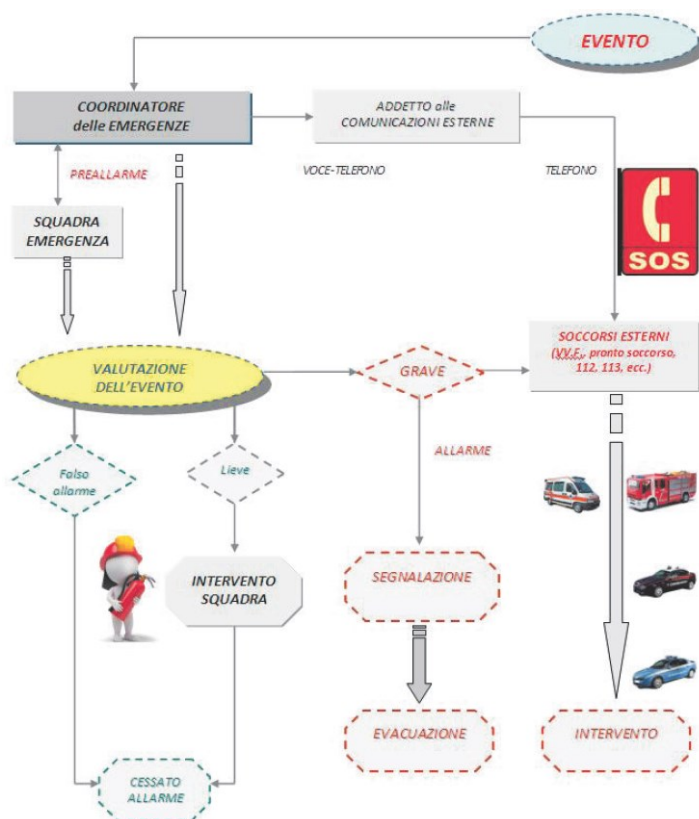 EVENTO
COORDINATORE
delle EMERGENZE
ADDETTO alle
COMUNICAZIONI ESTERNE
PREALLARME
VOCE-TELEFONO
TELEFONO
SQUADRA
EMERGENZA
SOS
SOCCORSI ESTERNI
(VV.F., pronto soccorso,
112, 113, ecc.)
VALUTAZIONE
DELL'EVENTO
GRAVE
ALLARME
Falso
allarme
Lieve
INTERVENTO
SQUADRA
SEGNALAZIONE
EVACUAZIONE
INTERVENTO
CESSATO
ALLARME